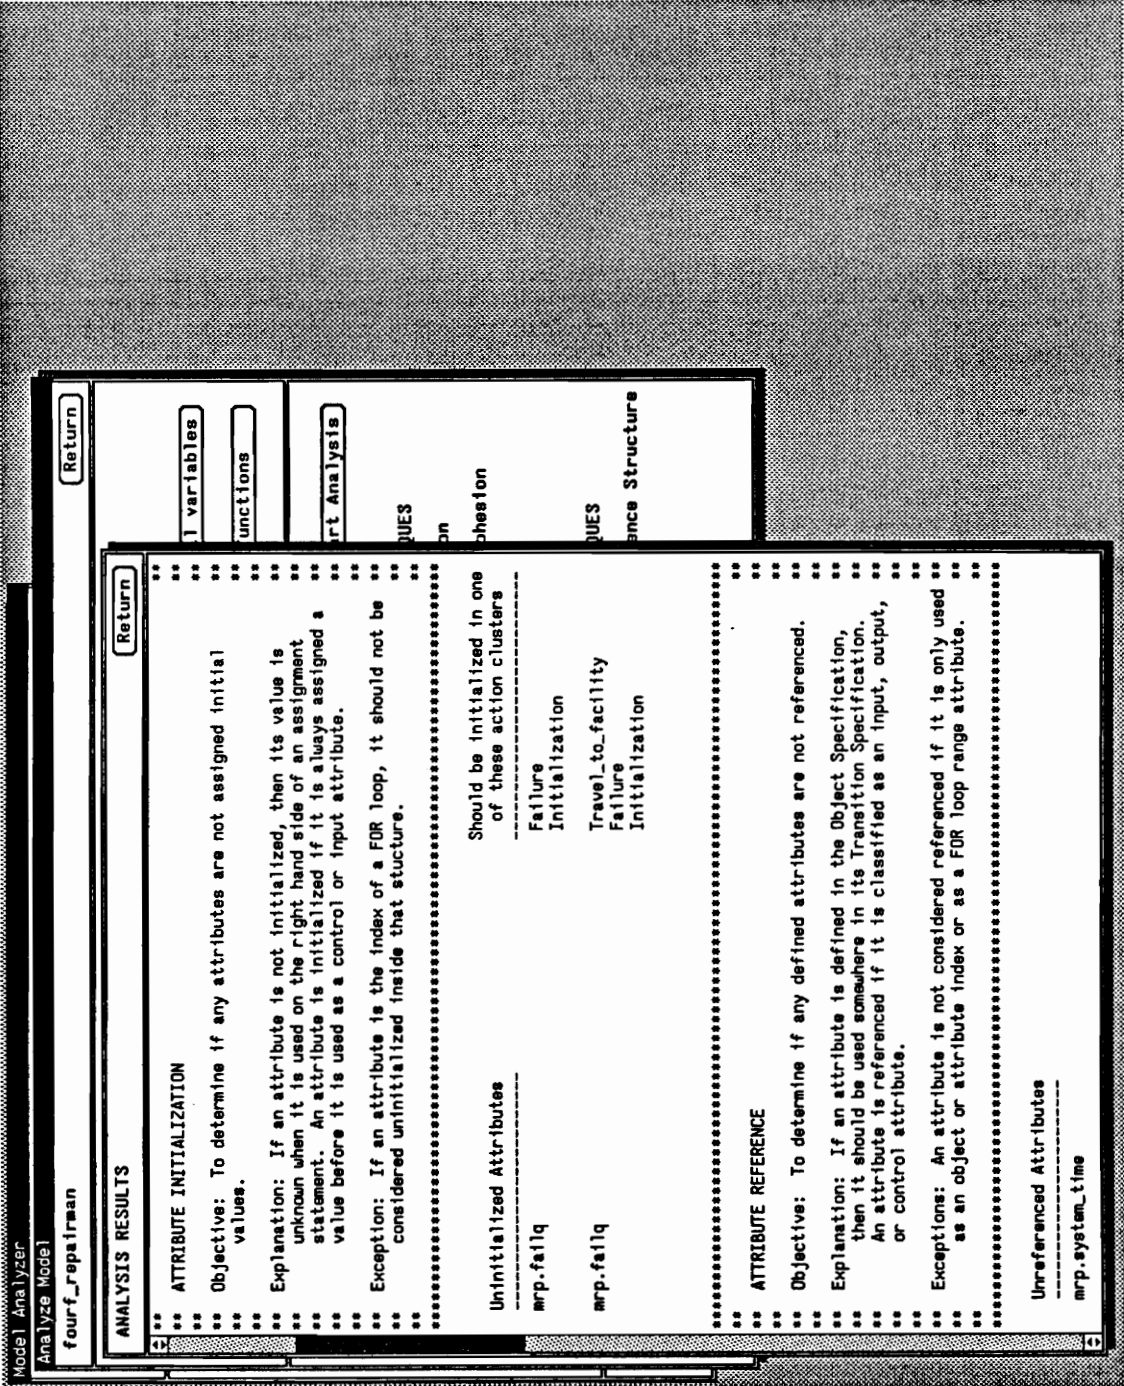 Model Analyzer
Analyze Model
fourf_repairman
Return
l variables
unctions
rt Analysis
QUES
on
ohesion
QUES
ence Structure
ANALYSIS RESULTS
Return
** **
** ATTRIBUTE INITIALIZATION **
** **
** Objective: To determine if any attributes are not assigned initial **
** values. **
** **
** Explanation: If an attribute is not initialized, then its value is **
** unknown when it is used on the right hand side of an assignment **
** statement. An attribute is initialized if it is always assigned a **
** value before it is used as a control or input attribute. **
** **
** Exception: If an attribute is the index of a FOR loop, it should not be **
** considered uninitialized inside that stucture. **
** **
******************************************************************************
Should be initialized in one
Uninitialized Attributes of these action clusters
------------------------ ----------------------------
mrp.failq Failure
Initialization
mrp.failq Travel_to_facility
Failure
Initialization
******************************************************************************
** **
** ATTRIBUTE REFERENCE **
** **
** Objective: To determine if any defined attributes are not referenced. **
** **
** Explanation: If an attribute is defined in the Object Specification, **
** then it should be used somewhere in its Transition Specification. **
** An attribute is referenced if it is classified as an input, output, **
** or control attribute. **
** **
** Exceptions: An attribute is not considered referenced if it is only used **
** as an object or attribute index or as a FOR loop range attribute. **
** **
******************************************************************************
Unreferenced Attributes
-----------------------
mrp.system_time